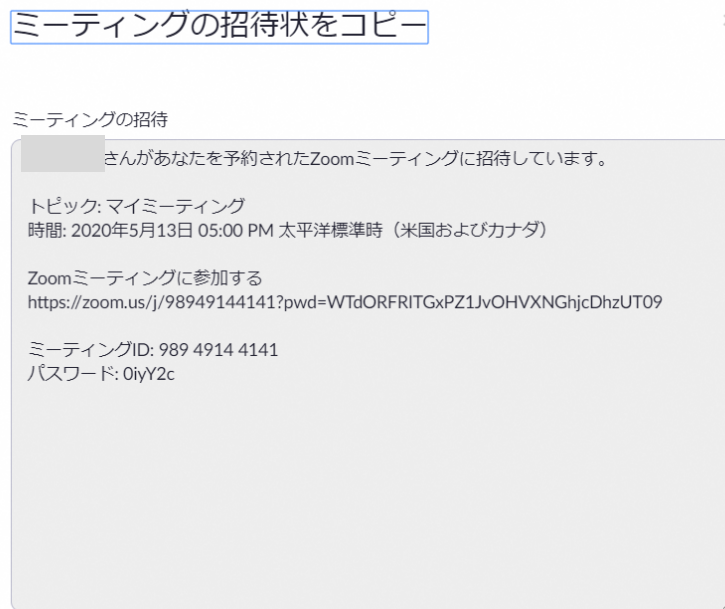 ミーティングの招待状をコピー
ミーティングの招待
さんがあなたを予約されたZoomミーティングに招待しています。
トピック: マイミーティング
時間: 2020年5月13日 05:00 PM 太平洋標準時（米国およびカナダ）
Zoomミーティングに参加する
https://zoom.us/j/98949144141?pwd=WTdORFRlTGxPZ1JvOHVXNGhjcDhzUT09
ミーティングID: 989 4914 4141
パスワード: 0iyY2c